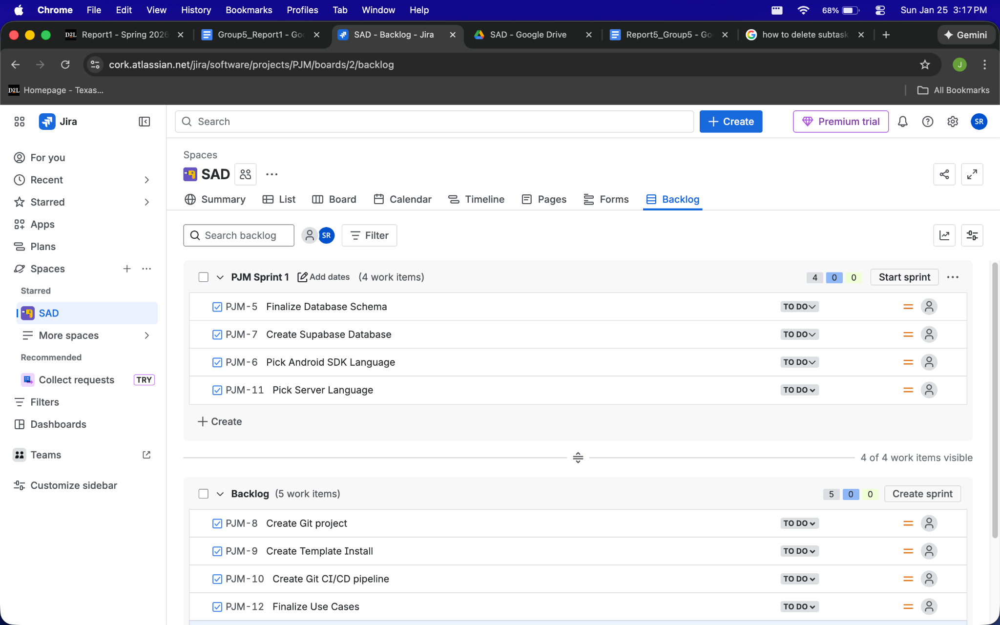 Chrome File Edit View History Bookmarks Profiles Tab Window Help 68% Sun Jan 25 3:17 PM
D2L Report1 - Spring 2026 Group5_Report1 - Goo SAD - Backlog - Jira SAD - Google Drive Report5_Group5 - Go how to delete subtask Gemini
cork.atlassian.net/jira/software/projects/PJM/boards/2/backlog J
D2L Homepage - Texas... All Bookmarks
Jira Search Create Premium trial SR
For you
Recent
Starred
Apps
Plans
Spaces
Starred
SAD
More spaces
Recommended
Collect requests TRY
Filters
Dashboards
Teams
Customize sidebar
Spaces
SAD
Summary List Board Calendar Timeline Pages Forms Backlog
Search backlog SR Filter
PJM Sprint 1 Add dates (4 work items) 4 0 0 Start sprint
PJM-5 Finalize Database Schema TO DO
PJM-7 Create Supabase Database TO DO
PJM-6 Pick Android SDK Language TO DO
PJM-11 Pick Server Language TO DO
Create
4 of 4 work items visible
Backlog (5 work items) 5 0 0 Create sprint
PJM-8 Create Git project TO DO
PJM-9 Create Template Install TO DO
PJM-10 Create Git CI/CD pipeline TO DO
PJM-12 Finalize Use Cases TO DO